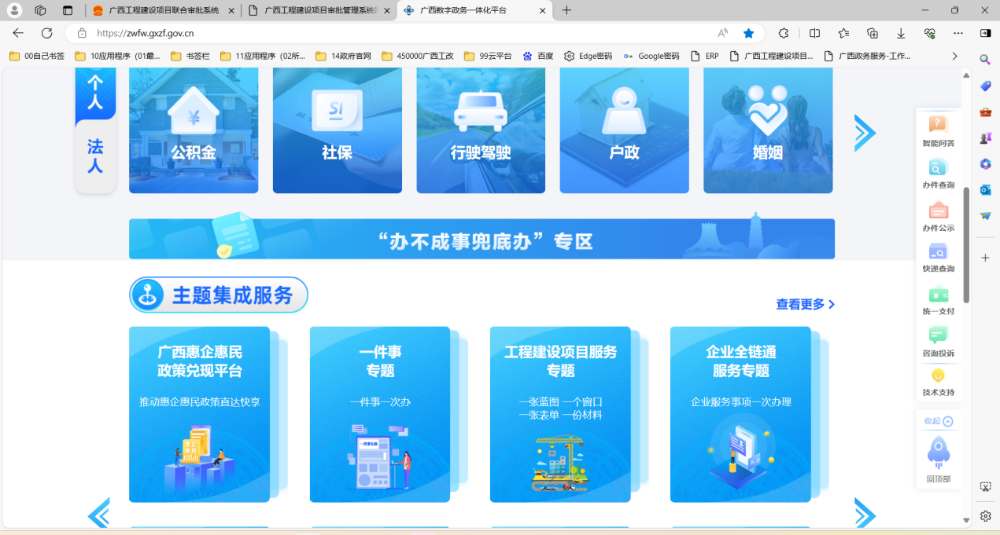 广西工程建设项目联合审批系统
广西工程建设项目审批管理系统
广西数字政务一体化平台
https://zwfw.gxzf.gov.cn
00自己书签
10应用程序（01最...
书签栏
11应用程序（02所...
14政府官网
450000广西工改
99云平台
百度
Edge密码
Google密码
ERP
广西工程建设项目...
广西政务服务-工作...
个人
法人
公积金
社保
SI
行驶驾驶
户政
婚姻
“办不成事兜底办”专区
主题集成服务
查看更多
广西惠企惠民
政策兑现平台
推动惠企惠民政策直达快享
一件事
专题
一件事一次办
工程建设项目服务
专题
一张蓝图 一个窗口
一张表单 一份材料
企业全链通
服务专题
企业服务事项一次办理
智能问答
办件查询
办件公示
快递查询
统一支付
咨询投诉
技术支持
收起
回顶部